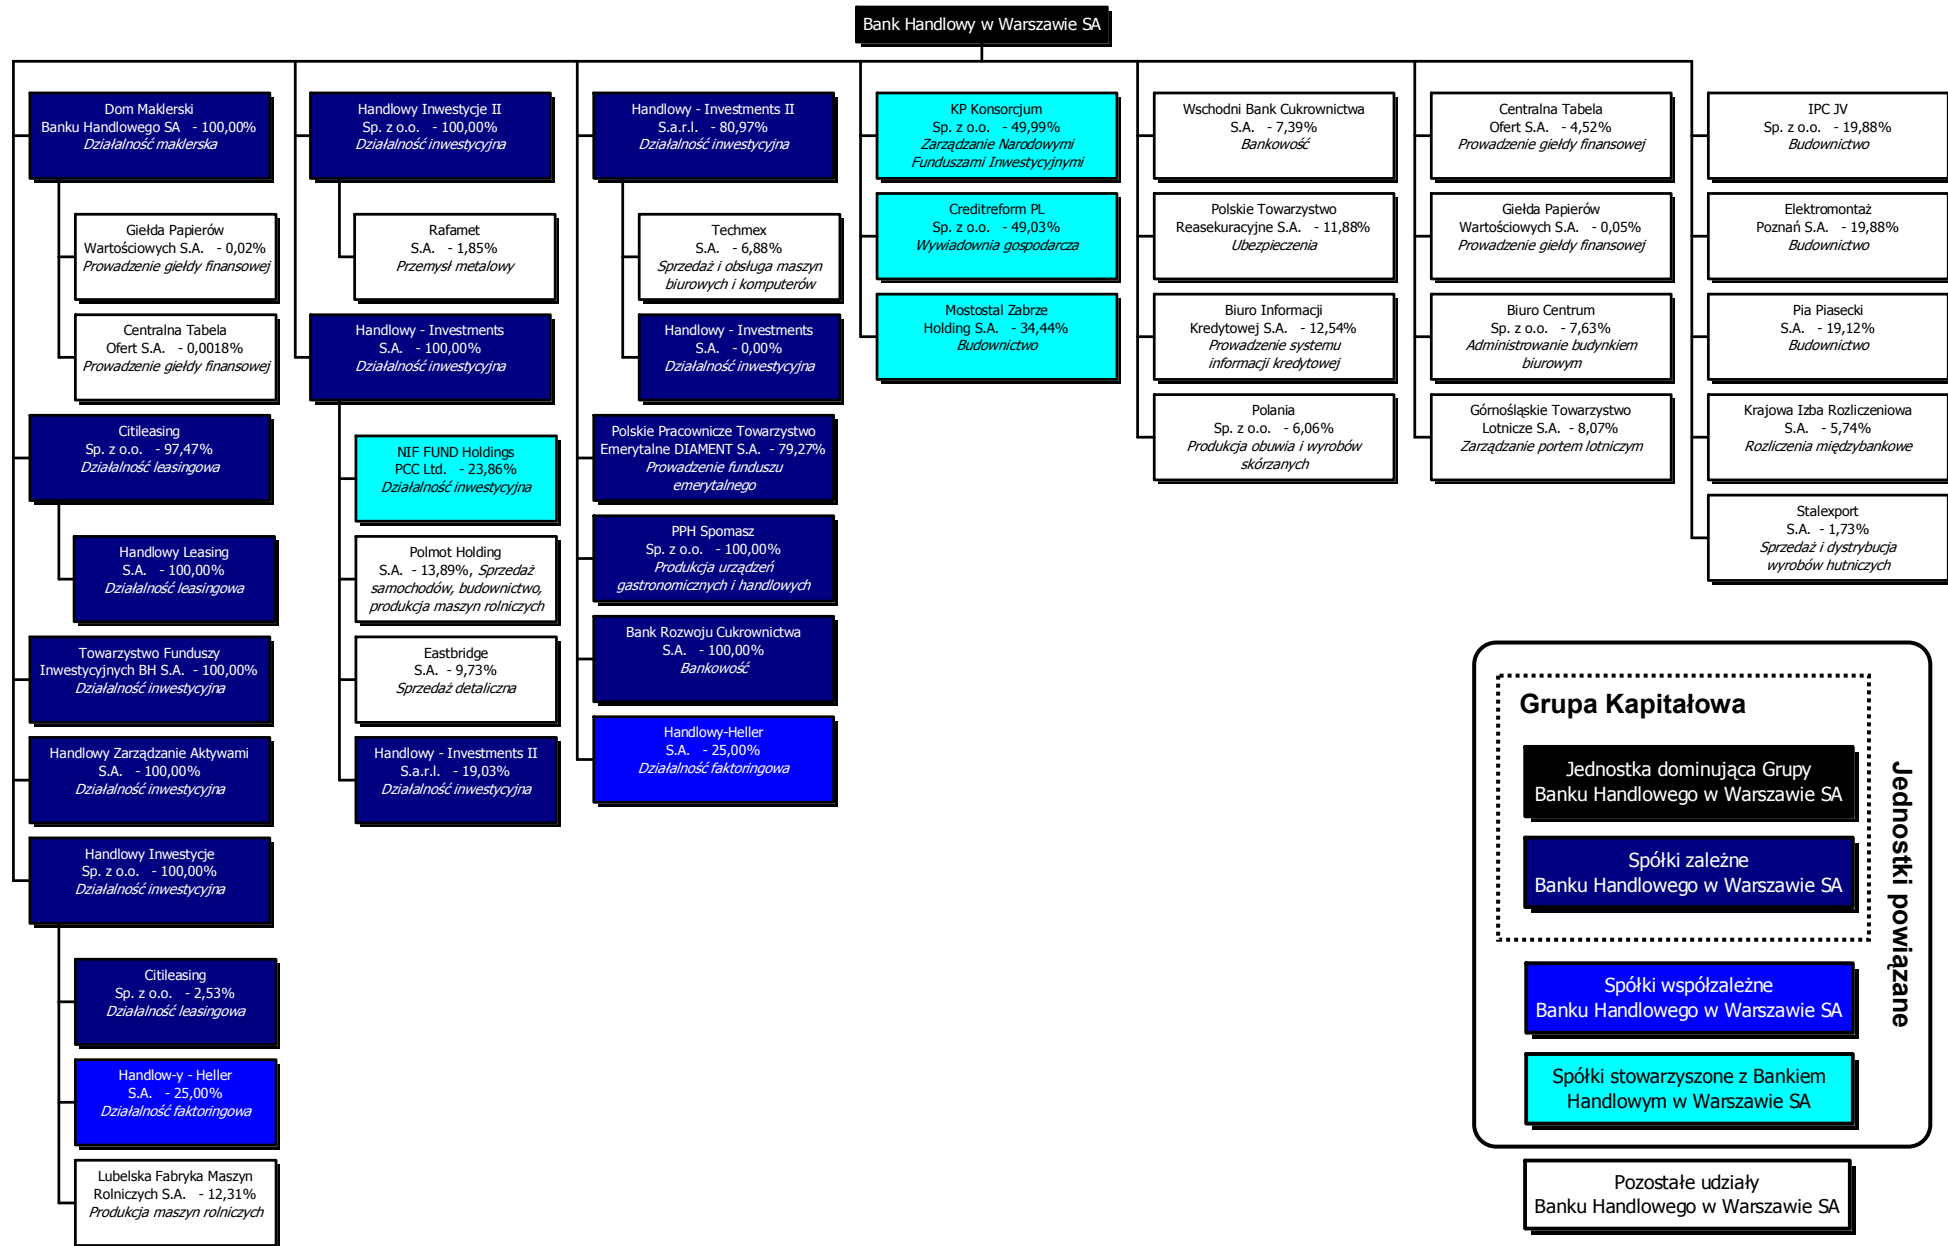 Bank Handlowy w Warszawie SA
Dom Maklerski
Banku Handlowego SA - 100,00%
Działalność maklerska
Giełda Papierów
Wartościowych S.A. - 0,02%
Prowadzenie giełdy finansowej
Centralna Tabela
Ofert S.A. - 0,0018%
Prowadzenie giełdy finansowej
Citileasing
Sp. z o.o. - 97,47%
Działalność leasingowa
Handlowy Leasing
S.A. - 100,00%
Działalność leasingowa
Towarzystwo Funduszy
Inwestycyjnych BH S.A. - 100,00%
Działalność inwestycyjna
Handlowy Zarządzanie Aktywami
S.A. - 100,00%
Działalność inwestycyjna
Handlowy Inwestycje
Sp. z o.o. - 100,00%
Działalność inwestycyjna
Citileasing
Sp. z o.o. - 2,53%
Działalność leasingowa
Handlow-y - Heller
S.A. - 25,00%
Działalność faktoringowa
Lubelska Fabryka Maszyn
Rolniczych S.A. - 12,31%
Produkcja maszyn rolniczych
Handlowy Inwestycje II
Sp. z o.o. - 100,00%
Działalność inwestycyjna
Rafamet
S.A. - 1,85%
Przemysł metalowy
Handlowy - Investments
S.A. - 100,00%
Działalność inwestycyjna
NIF FUND Holdings
PCC Ltd. - 23,86%
Działalność inwestycyjna
Polmot Holding
S.A. - 13,89%, Sprzedaż
samochodów, budownictwo,
produkcja maszyn rolniczych
Eastbridge
S.A. - 9,73%
Sprzedaż detaliczna
Handlowy - Investments II
S.a.r.l. - 19,03%
Działalność inwestycyjna
Handlowy - Investments II
S.a.r.l. - 80,97%
Działalność inwestycyjna
Techmex
S.A. - 6,88%
Sprzedaż i obsługa maszyn
biurowych i komputerów
Handlowy - Investments
S.A. - 0,00%
Działalność inwestycyjna
Polskie Pracownicze Towarzystwo
Emerytalne DIAMENT S.A. - 79,27%
Prowadzenie funduszu
emerytalnego
PPH Spomasz
Sp. z o.o. - 100,00%
Produkcja urządzeń
gastronomicznych i handlowych
Bank Rozwoju Cukrownictwa
S.A. - 100,00%
Bankowość
Handlowy-Heller
S.A. - 25,00%
Działalność faktoringowa
KP Konsorcjum
Sp. z o.o. - 49,99%
Zarządzanie Narodowymi
Funduszami Inwestycyjnymi
Creditreform PL
Sp. z o.o. - 49,03%
Wywiadownia gospodarcza
Mostostal Zabrze
Holding S.A. - 34,44%
Budownictwo
Wschodni Bank Cukrownictwa
S.A. - 7,39%
Bankowość
Polskie Towarzystwo
Reasekuracyjne S.A. - 11,88%
Ubezpieczenia
Biuro Informacji
Kredytowej S.A. - 12,54%
Prowadzenie systemu
informacji kredytowej
Polania
Sp. z o.o. - 6,06%
Produkcja obuwia i wyrobów
skórzanych
Centralna Tabela
Ofert S.A. - 4,52%
Prowadzenie giełdy finansowej
Giełda Papierów
Wartościowych S.A. - 0,05%
Prowadzenie giełdy finansowej
Biuro Centrum
Sp. z o.o. - 7,63%
Administrowanie budynkiem
biurowym
Górnośląskie Towarzystwo
Lotnicze S.A. - 8,07%
Zarządzanie portem lotniczym
IPC JV
Sp. z o.o. - 19,88%
Budownictwo
Elektromontaż
Poznań S.A. - 19,88%
Budownictwo
Pia Piasecki
S.A. - 19,12%
Budownictwo
Krajowa Izba Rozliczeniowa
S.A. - 5,74%
Rozliczenia międzybankowe
Stalexport
S.A. - 1,73%
Sprzedaż i dystrybucja
wyrobów hutniczych
Grupa Kapitałowa
Jednostka dominująca Grupy
Banku Handlowego w Warszawie SA
Spółki zależne
Banku Handlowego w Warszawie SA
Spółki współzależne
Banku Handlowego w Warszawie SA
Spółki stowarzyszone z Bankiem
Handlowym w Warszawie SA
Jednostki powiązane
Pozostałe udziały
Banku Handlowego w Warszawie SA